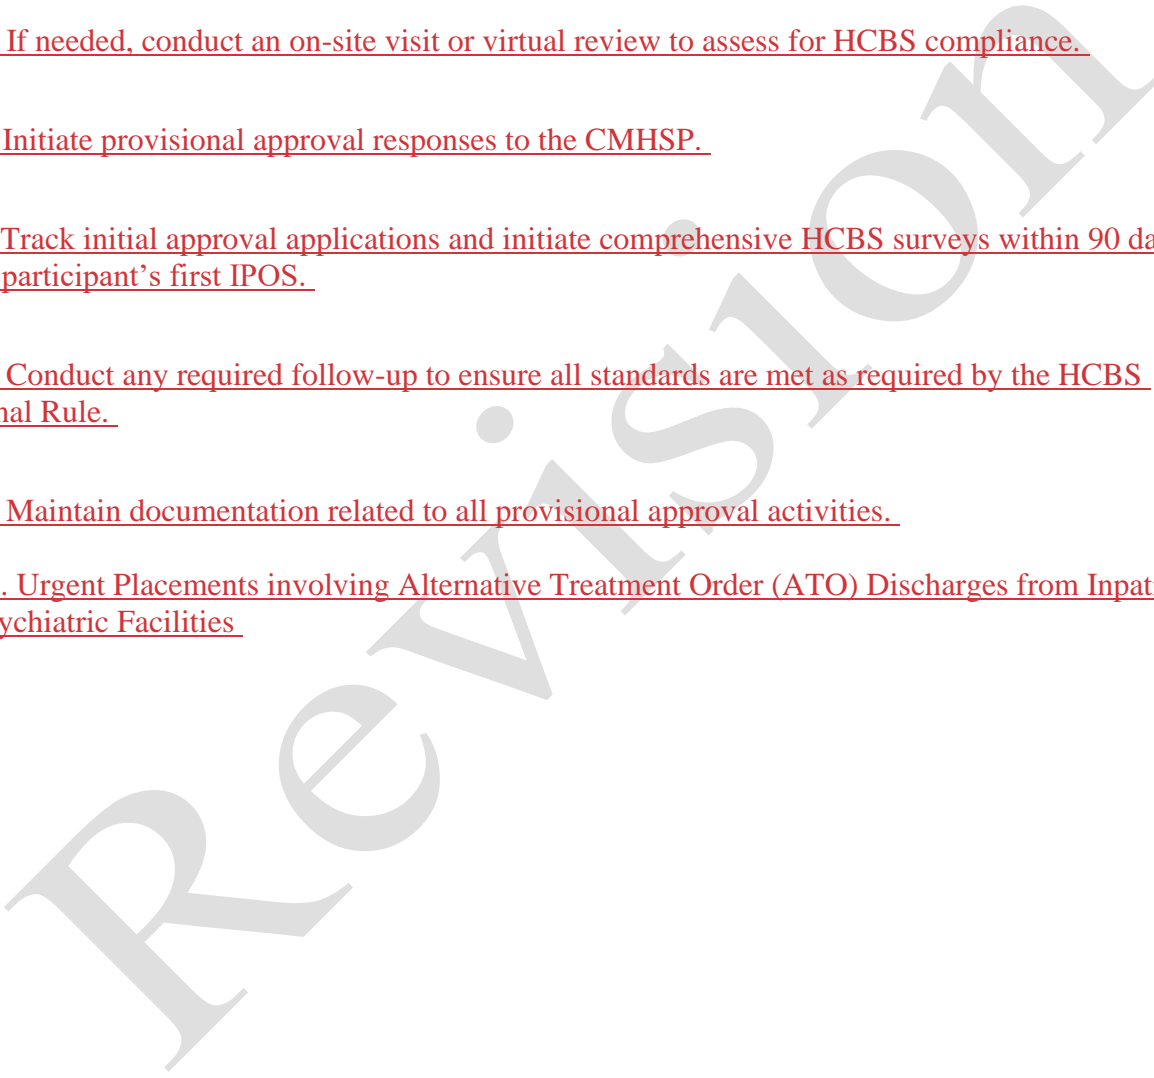 If needed, conduct an on-site visit or virtual review to assess for HCBS compliance.
Initiate provisional approval responses to the CMHSP.
Track initial approval applications and initiate comprehensive HCBS surveys within 90 da
participant’s first IPOS.
Conduct any required follow-up to ensure all standards are met as required by the HCBS
nal Rule.
Maintain documentation related to all provisional approval activities.
. Urgent Placements involving Alternative Treatment Order (ATO) Discharges from Inpati
ychiatric Facilities
Revision